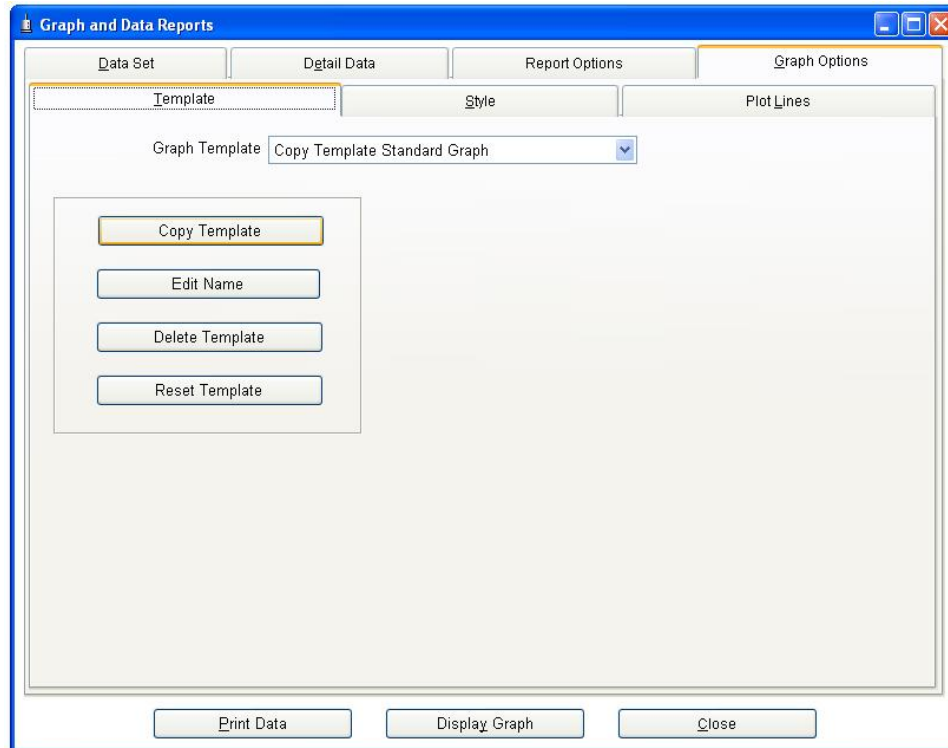 Graph and Data Reports
Data Set Detail Data Report Options Graph Options
Template Style Plot Lines
Graph Template Copy Template Standard Graph
Copy Template
Edit Name
Delete Template
Reset Template
Print Data Display Graph Close